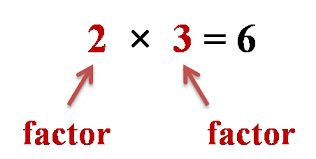 2 × 3 = 6
factor factor